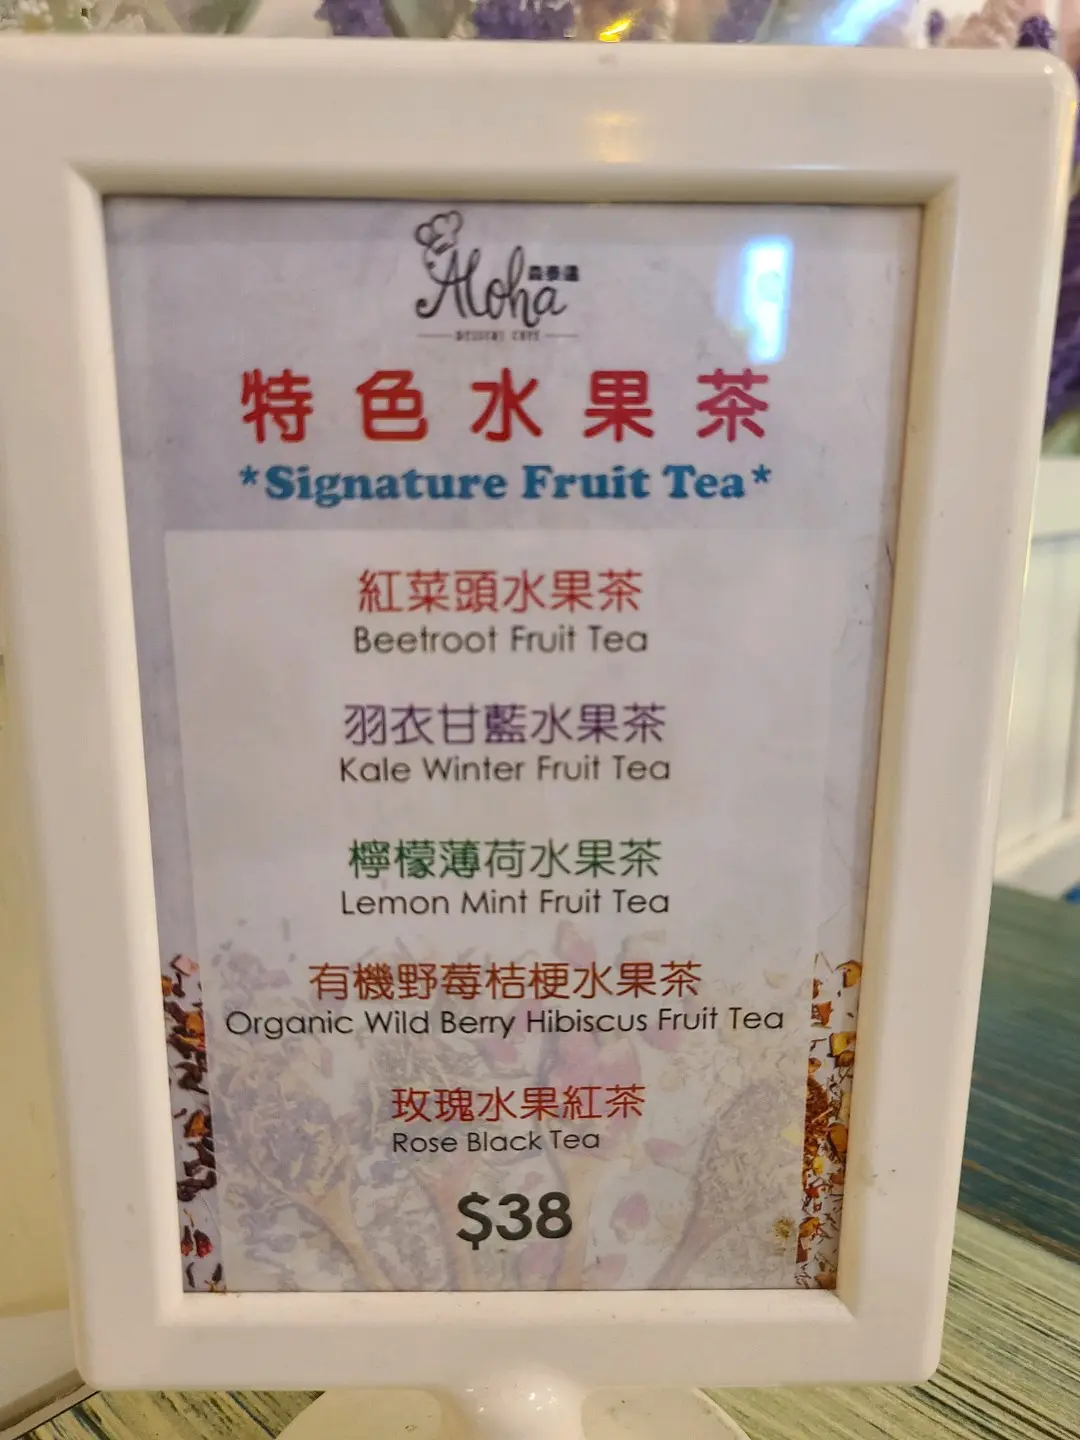 Aloha
DESSERT CAFE
特色水果茶
*Signature Fruit Tea*
紅菜頭水果茶
Beetroot Fruit Tea
羽衣甘藍水果茶
Kale Winter Fruit Tea
檸檬薄荷水果茶
Lemon Mint Fruit Tea
有機野莓桔梗水果茶
Organic Wild Berry Hibiscus Fruit Tea
玫瑰水果紅茶
Rose Black Tea
$38